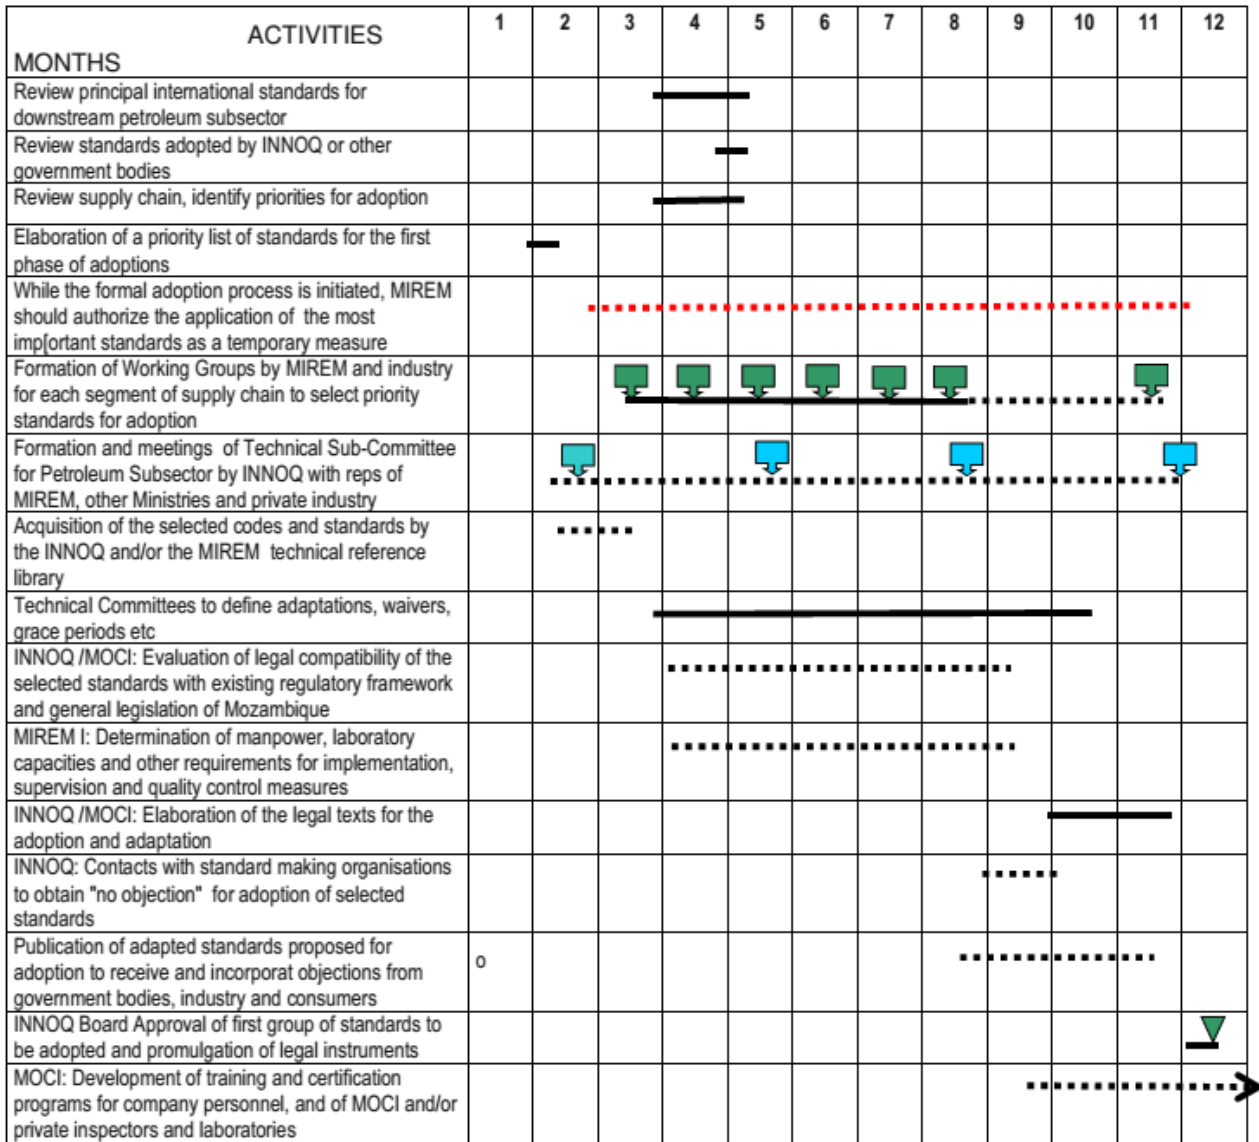 ACTIVITIES
MONTHS
1 2 3 4 5 6 7 8 9 10 11 12
Review principal international standards for
downstream petroleum subsector
Review standards adopted by INNOQ or other
government bodies
Review supply chain, identify priorities for adoption
Elaboration of a priority list of standards for the first
phase of adoptions
While the formal adoption process is initiated, MIREM
should authorize the application of the most
imp[ortant standards as a temporary measure
Formation of Working Groups by MIREM and industry
for each segment of supply chain to select priority
standards for adoption
Formation and meetings of Technical Sub-Committee
for Petroleum Subsector by INNOQ with reps of
MIREM, other Ministries and private industry
Acquisition of the selected codes and standards by
the INNOQ and/or the MIREM technical reference
library
Technical Committees to define adaptations, waivers,
grace periods etc
INNOQ /MOCI: Evaluation of legal compatibility of the
selected standards with existing regulatory framework
and general legislation of Mozambique
MIREM I: Determination of manpower, laboratory
capacities and other requirements for implementation,
supervision and quality control measures
INNOQ /MOCI: Elaboration of the legal texts for the
adoption and adaptation
INNOQ: Contacts with standard making organisations
to obtain "no objection" for adoption of selected
standards
Publication of adapted standards proposed for
adoption to receive and incorporat objections from
government bodies, industry and consumers
o
INNOQ Board Approval of first group of standards to
be adopted and promulgation of legal instruments
MOCI: Development of training and certification
programs for company personnel, and of MOCI and/or
private inspectors and laboratories